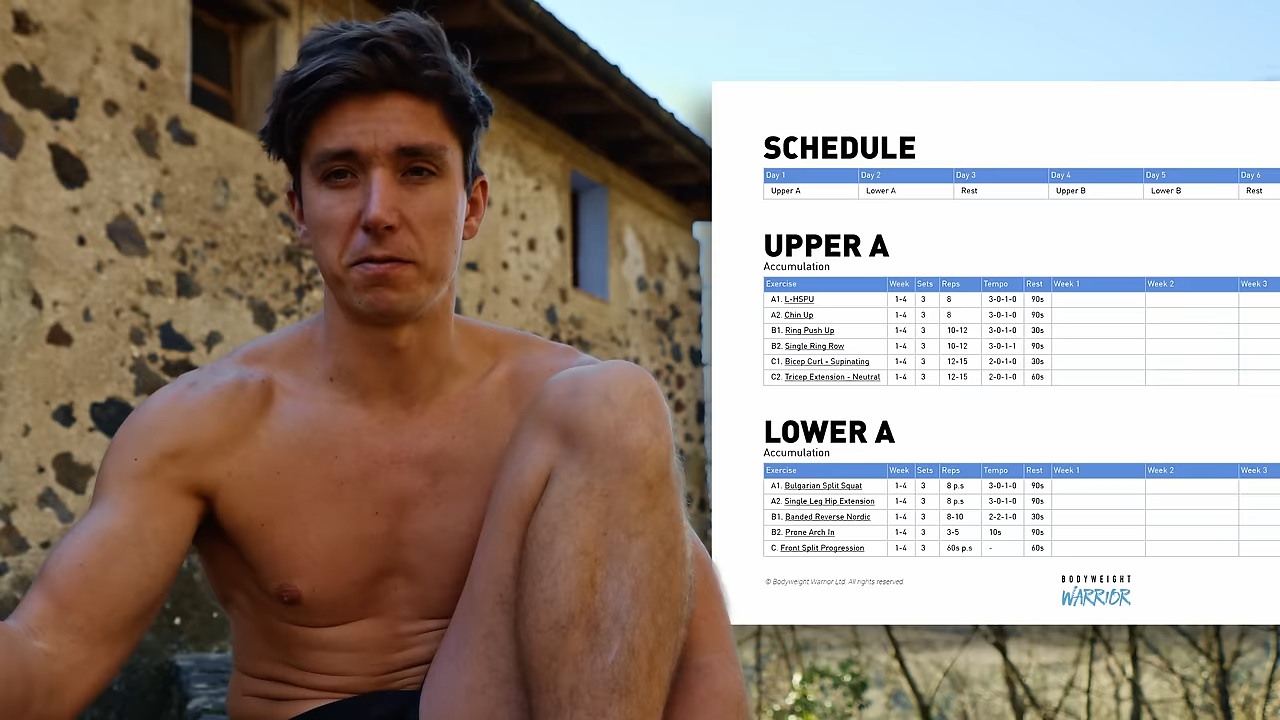 SCHEDULE
Day 1 Day 2 Day 3 Day 4 Day 5 Day 6
Upper A Lower A Rest Upper B Lower B Rest
UPPER A
Accumulation
Exercise Week Sets Reps Tempo Rest Week 1 Week 2 Week 3
A1. L-HSPU 1-4 3 8 3-0-1-0 90s
A2. Chin Up 1-4 3 8 3-0-1-0 90s
B1. Ring Push Up 1-4 3 10-12 3-0-1-0 30s
B2. Single Ring Row 1-4 3 10-12 3-0-1-1 90s
C1. Bicep Curl - Supinating 1-4 3 12-15 2-0-1-0 30s
C2. Tricep Extension - Neutral 1-4 3 12-15 2-0-1-0 60s
LOWER A
Accumulation
Exercise Week Sets Reps Tempo Rest Week 1 Week 2 Week 3
A1. Bulgarian Split Squat 1-4 3 8 p.s 3-0-1-0 90s
A2. Single Leg Hip Extension 1-4 3 8 p.s 3-0-1-0 90s
B1. Banded Reverse Nordic 1-4 3 8-10 2-2-1-0 30s
B2. Prone Arch In 1-4 3 3-5 10s 90s
C. Front Split Progression 1-4 3 60s p.s - 60s
© Bodyweight Warrior Ltd. All rights reserved.
BODYWEIGHT
WARRIOR